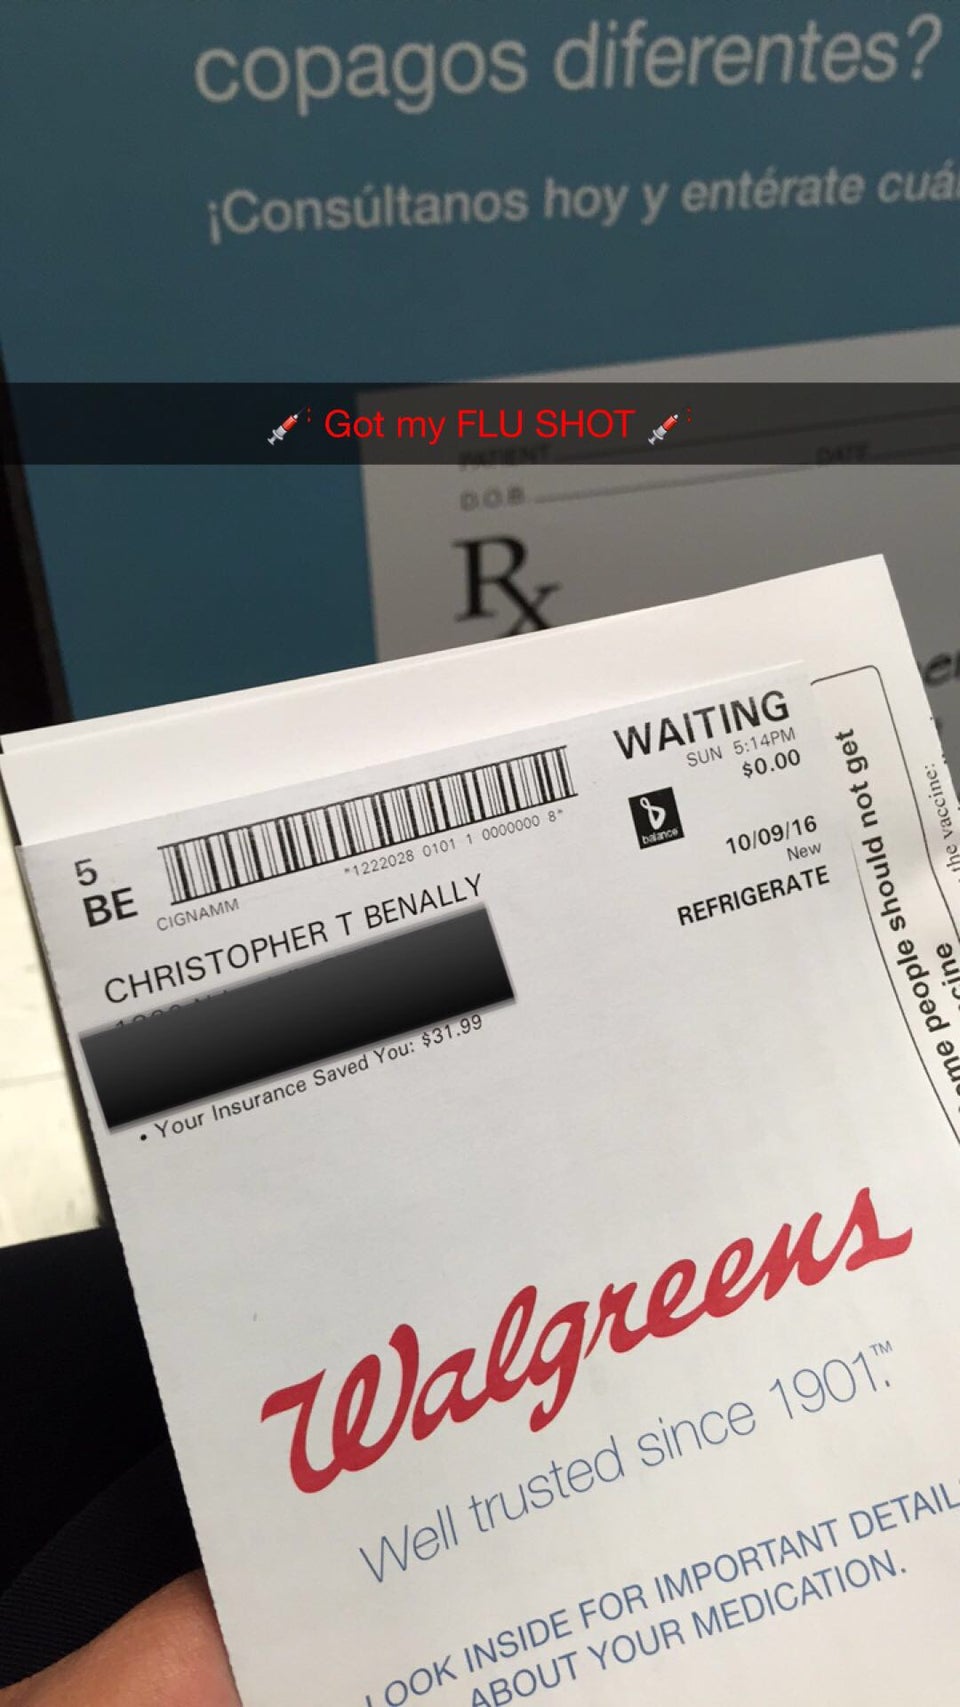 copagos diferentes?
¡Consúltanos hoy y entérate
Got my FLU SHOT
PATIENT DATE
D.O.B.
Rx
WAITING
SUN 5:14PM
$0.00
balance
10/09/16
New
REFRIGERATE
5
BE
*1222028 0101 1 0000000 8*
CIGNAMM
CHRISTOPHER T BENALLY
• Your Insurance Saved You: $31.99
people should not get
the vaccine:
Walgreens
Well trusted since 1901.™
LOOK INSIDE FOR IMPORTANT
ABOUT YOUR MEDICATION.